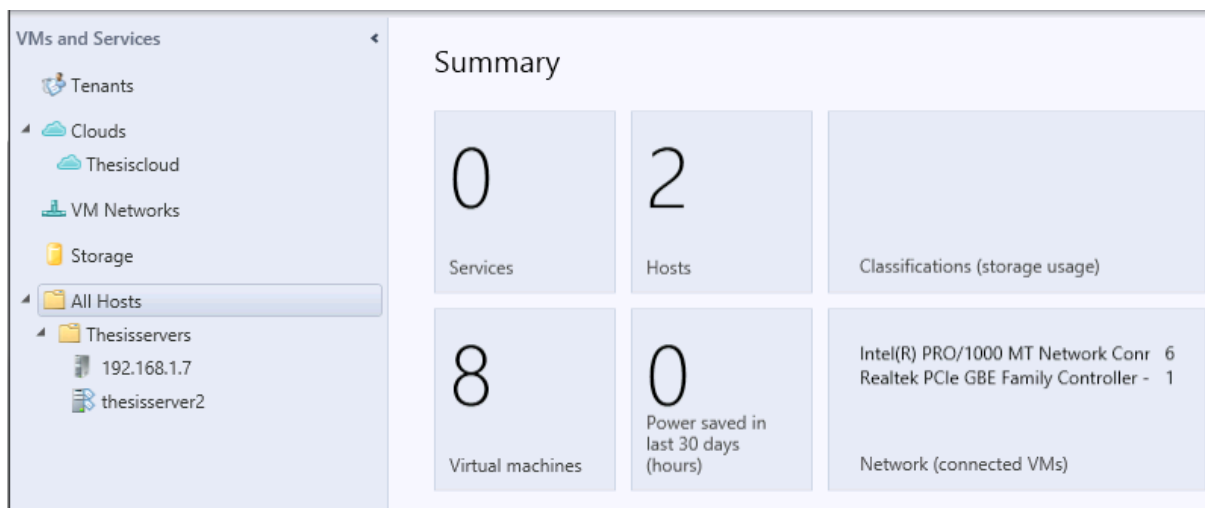 VMs and Services
Tenants
Clouds
Thesiscloud
VM Networks
Storage
All Hosts
Thesisservers
192.168.1.7
thesisserver2
Summary
0
Services
2
Hosts
Classifications (storage usage)
8
Virtual machines
0
Power saved in
last 30 days
(hours)
Intel(R) PRO/1000 MT Network Conr 6
Realtek PCIe GBE Family Controller - 1
Network (connected VMs)